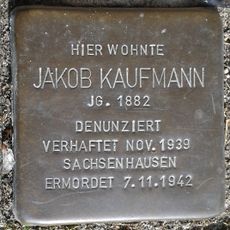 HIER WOHNTE
JAKOB KAUFMANN
JG. 1882
DENUNZIERT
VERHAFTET NOV. 1939
SACHSENHAUSEN
ERMORDET 7.11.1942